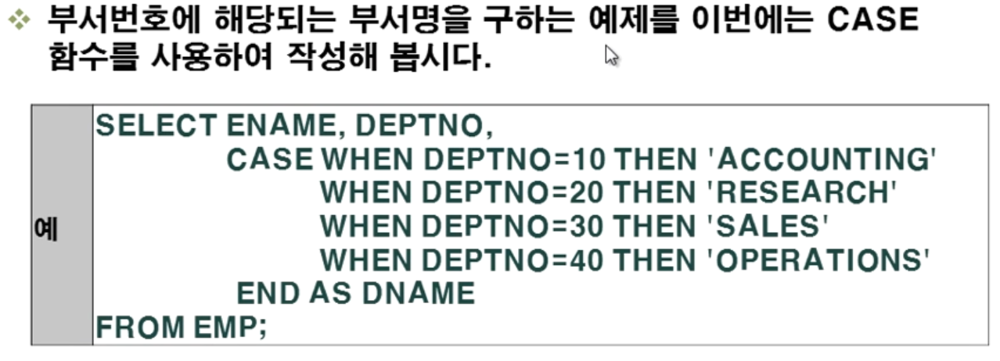 ❖ 부서번호에 해당되는 부서명을 구하는 예제를 이번에는 CASE
함수를 사용하여 작성해 봅시다.
SELECT ENAME, DEPTNO,
CASE WHEN DEPTNO=10 THEN 'ACCOUNTING'
WHEN DEPTNO=20 THEN 'RESEARCH'
WHEN DEPTNO=30 THEN 'SALES'
예
WHEN DEPTNO=40 THEN 'OPERATIONS'
END AS DNAME
FROM EMP;